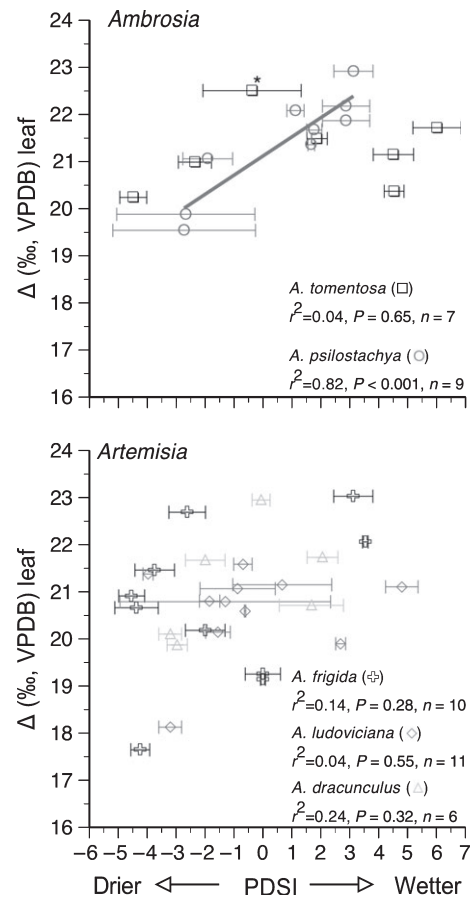 Ambrosia
24
23
22
21
20
19
18
17
16
Δ (‰, VPDB) leaf
*
A. tomentosa (□)
r²=0.04, P = 0.65, n = 7
A. psilostachya (○)
r²=0.82, P < 0.001, n = 9
Artemisia
24
23
22
21
20
19
18
17
16
Δ (‰, VPDB) leaf
A. frigida (✚)
r²=0.14, P = 0.28, n = 10
A. ludoviciana (◇)
r²=0.04, P = 0.55, n = 11
A. dracunculus (△)
r²=0.24, P = 0.32, n = 6
−6 −5 −4 −3 −2 −1 0 1 2 3 4 5 6 7
Drier PDSI Wetter